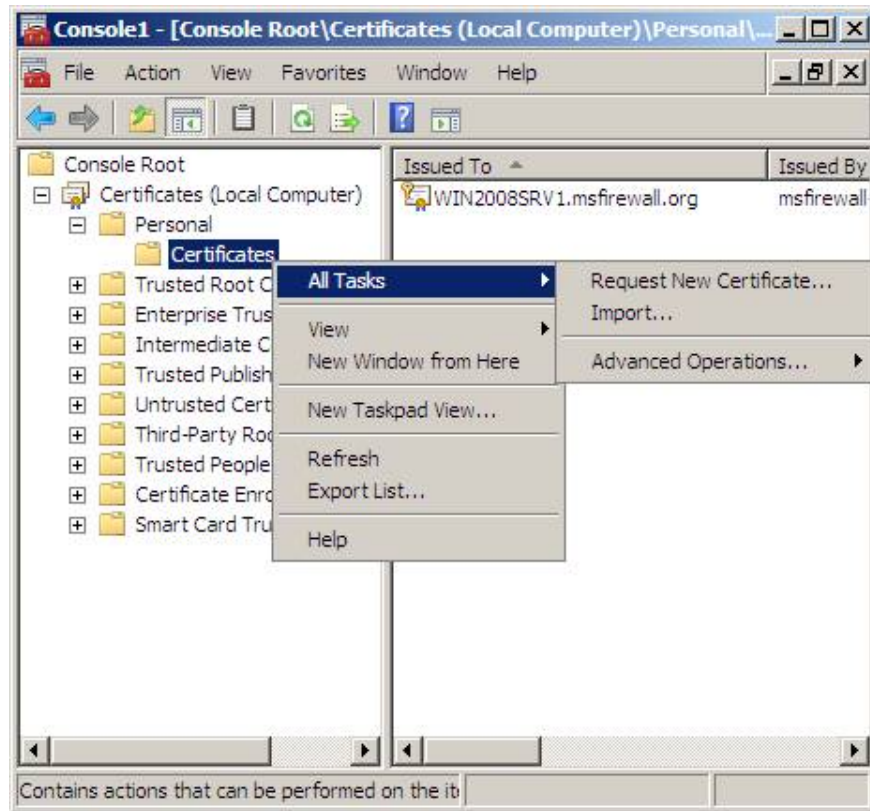 Console1 - [Console Root\Certificates (Local Computer)\Personal\...
File Action View Favorites Window Help
Console Root
Certificates (Local Computer)
Personal
Certificates
Trusted Root C
Enterprise Trus
Intermediate C
Trusted Publish
Untrusted Cert
Third-Party Roo
Trusted People
Certificate Enro
Smart Card Tru
Issued To Issued By
WIN2008SRV1.msfirewall.org msfirewall
All Tasks
View
New Window from Here
New Taskpad View...
Refresh
Export List...
Help
Request New Certificate...
Import...
Advanced Operations...
Contains actions that can be performed on the it